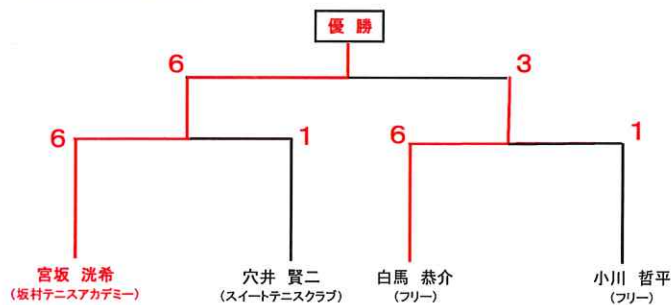 優勝
6 3
6 1 6 1
宮坂 洸希 穴井 賢二 白馬 恭介 小川 哲平
(坂村テニスアカデミー) (スイートテニスクラブ) (フリー) (フリー)